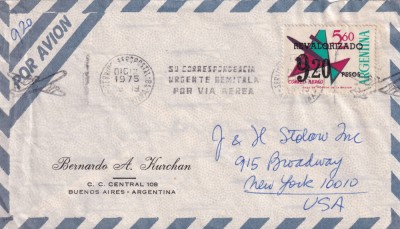 920
POR AVION
DIC 12
1975
SU CORRESPONDENCIA
URGENTE REMITALA
POR VIA AEREA
5,60
REVALORIZADO
9,20 PESOS
CORREO AEREO
ARGENTINA
J & H Stolow Inc
915 Broadway
New York 10010
USA
Bernardo A. Kurchan
C. C. CENTRAL 108
BUENOS AIRES - ARGENTINA